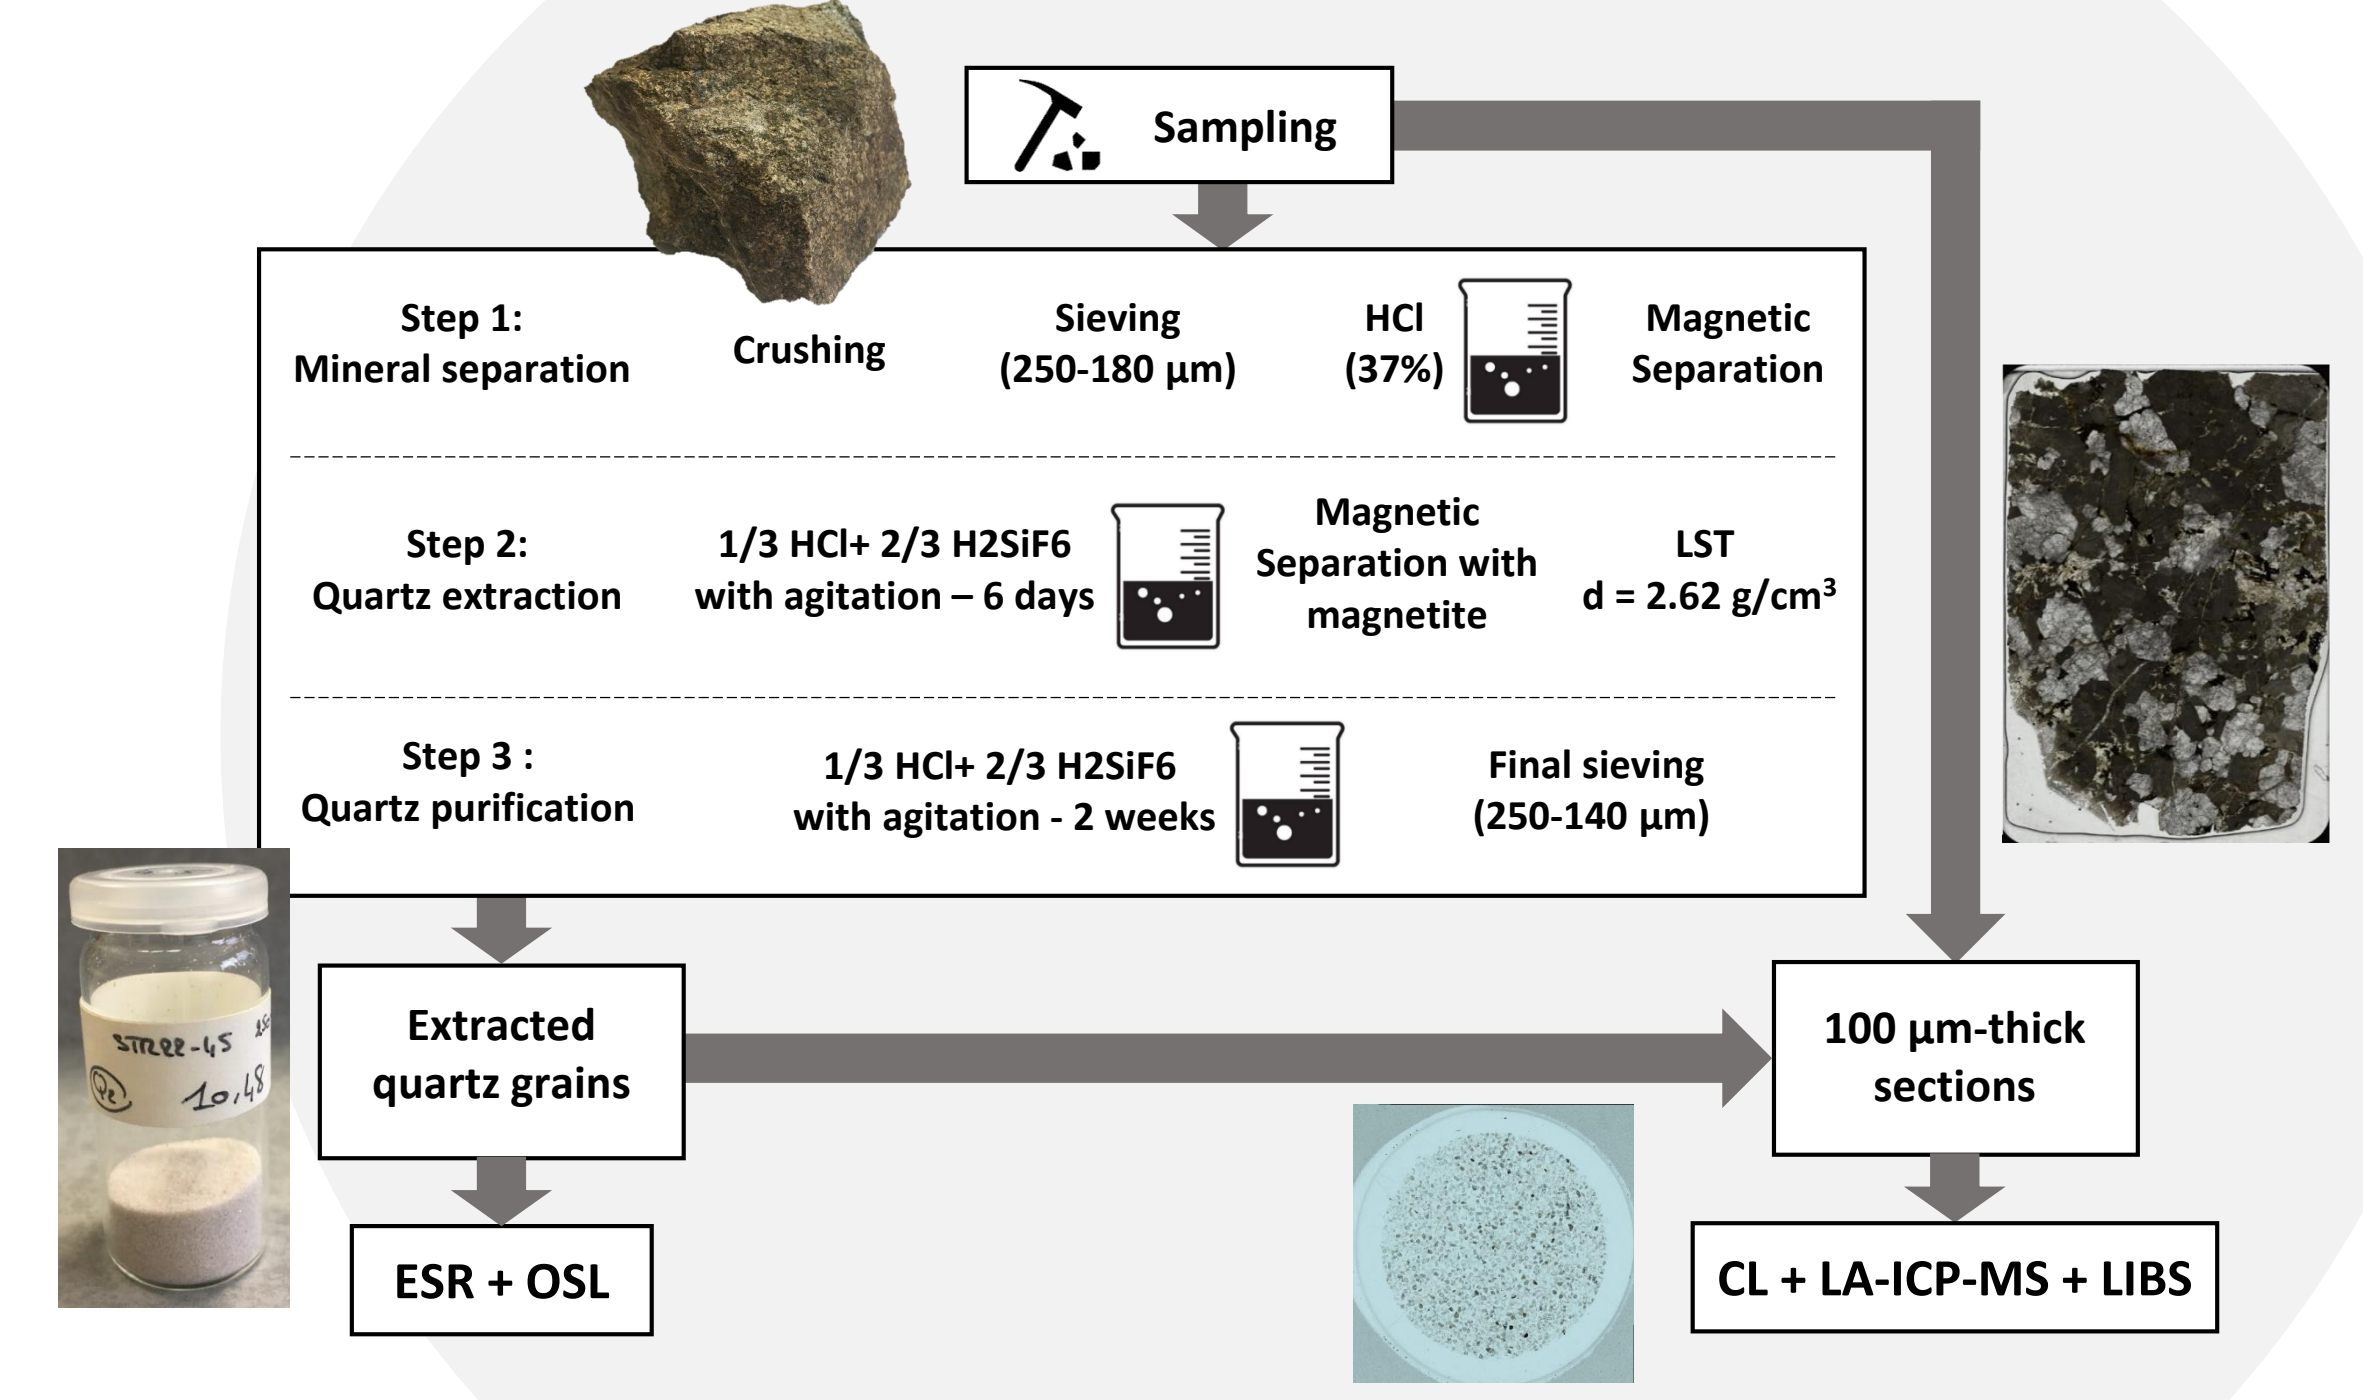 Sampling
Step 1:
Mineral separation
Crushing
Sieving
(250-180 µm)
HCl
(37%)
Magnetic
Separation
Step 2:
Quartz extraction
1/3 HCl+ 2/3 H2SiF6
with agitation – 6 days
Magnetic
Separation with
magnetite
LST
d = 2.62 g/cm³
Step 3 :
Quartz purification
1/3 HCl+ 2/3 H2SiF6
with agitation - 2 weeks
Final sieving
(250-140 µm)
STR22-45
Qz
10,48
Extracted
quartz grains
100 µm-thick
sections
ESR + OSL
CL + LA-ICP-MS + LIBS